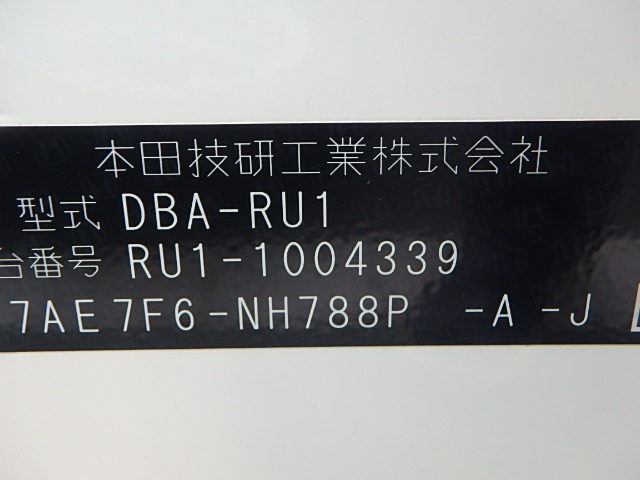 本田技研工業株式会社
型式 DBA-RU1
台番号 RU1-1004339
7AE7F6-NH788P -A -J